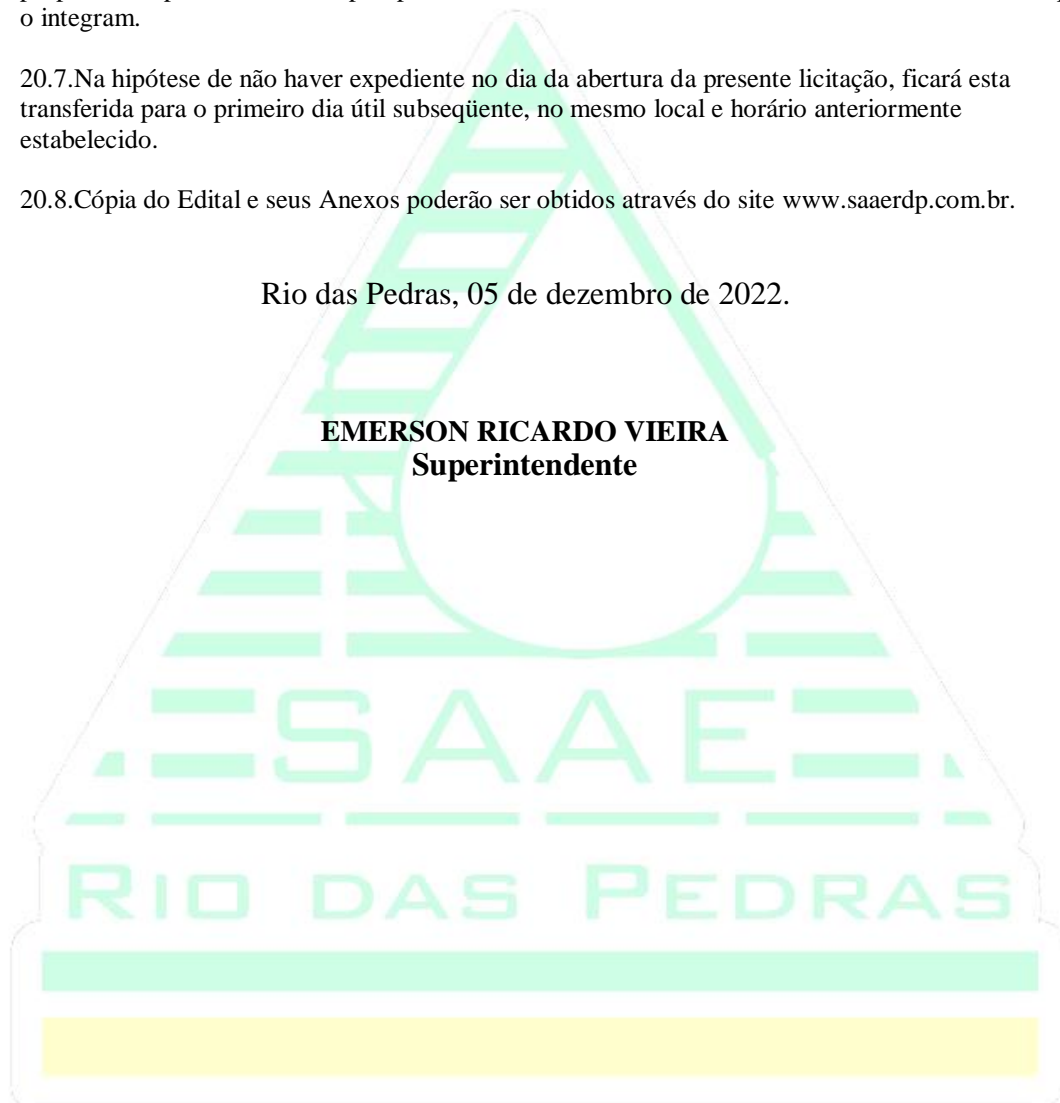 o integram.
20.7.Na hipótese de não haver expediente no dia da abertura da presente licitação, ficará esta
transferida para o primeiro dia útil subseqüente, no mesmo local e horário anteriormente
estabelecido.
20.8.Cópia do Edital e seus Anexos poderão ser obtidos através do site www.saaerdp.com.br.
Rio das Pedras, 05 de dezembro de 2022.
EMERSON RICARDO VIEIRA
Superintendente
SAAE
RIO DAS PEDRAS